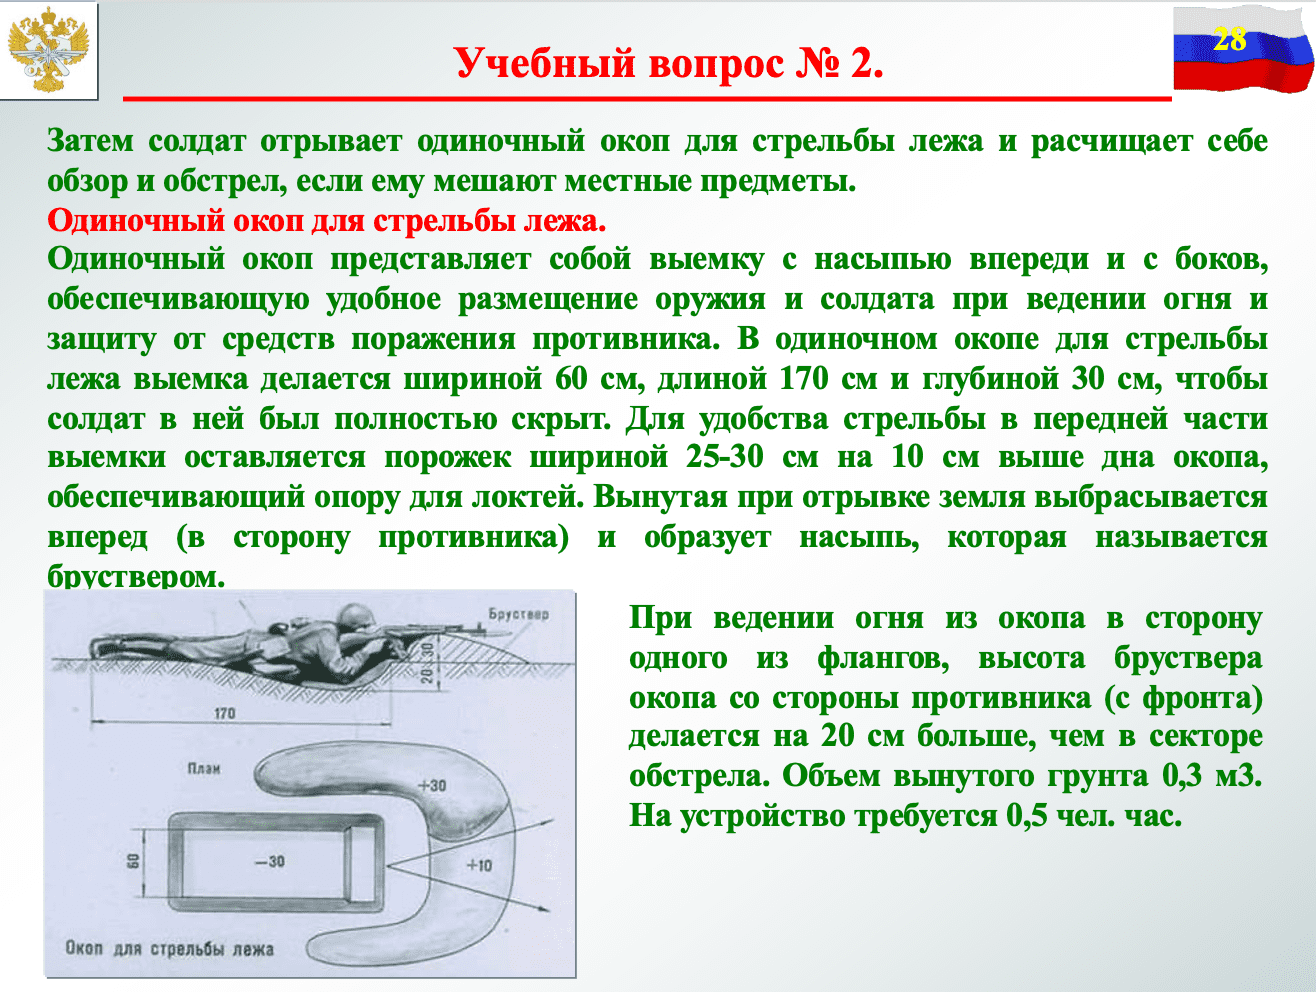 28
Учебный вопрос № 2.
Затем солдат отрывает одиночный окоп для стрельбы лежа и расчищает себе
обзор и обстрел, если ему мешают местные предметы.
Одиночный окоп для стрельбы лежа.
Одиночный окоп представляет собой выемку с насыпью впереди и с боков,
обеспечивающую удобное размещение оружия и солдата при ведении огня и
защиту от средств поражения противника. В одиночном окопе для стрельбы
лежа выемка делается шириной 60 см, длиной 170 см и глубиной 30 см, чтобы
солдат в ней был полностью скрыт. Для удобства стрельбы в передней части
выемки оставляется порожек шириной 25-30 см на 10 см выше дна окопа,
обеспечивающий опору для локтей. Вынутая при отрывке земля выбрасывается
вперед (в сторону противника) и образует насыпь, которая называется
бруствером.
Бруствер
20-30
170
План
+30
60
−30
+10
Окоп для стрельбы лежа
При ведении огня из окопа в сторону
одного из флангов, высота бруствера
окопа со стороны противника (с фронта)
делается на 20 см больше, чем в секторе
обстрела. Объем вынутого грунта 0,3 м3.
На устройство требуется 0,5 чел. час.